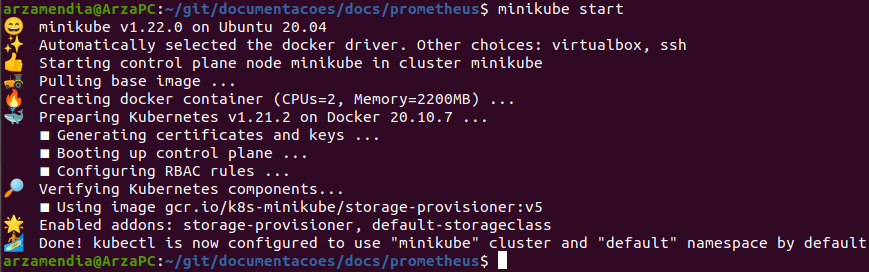 arzamendia@ArzaPC:~/git/documentacoes/docs/prometheus$ minikube start
😄 minikube v1.22.0 on Ubuntu 20.04
✨ Automatically selected the docker driver. Other choices: virtualbox, ssh
👍 Starting control plane node minikube in cluster minikube
🚜 Pulling base image ...
🔥 Creating docker container (CPUs=2, Memory=2200MB) ...
🐳 Preparing Kubernetes v1.21.2 on Docker 20.10.7 ...
▪ Generating certificates and keys ...
▪ Booting up control plane ...
▪ Configuring RBAC rules ...
🔎 Verifying Kubernetes components...
▪ Using image gcr.io/k8s-minikube/storage-provisioner:v5
🌟 Enabled addons: storage-provisioner, default-storageclass
🏄 Done! kubectl is now configured to use "minikube" cluster and "default" namespace by default
arzamendia@ArzaPC:~/git/documentacoes/docs/prometheus$